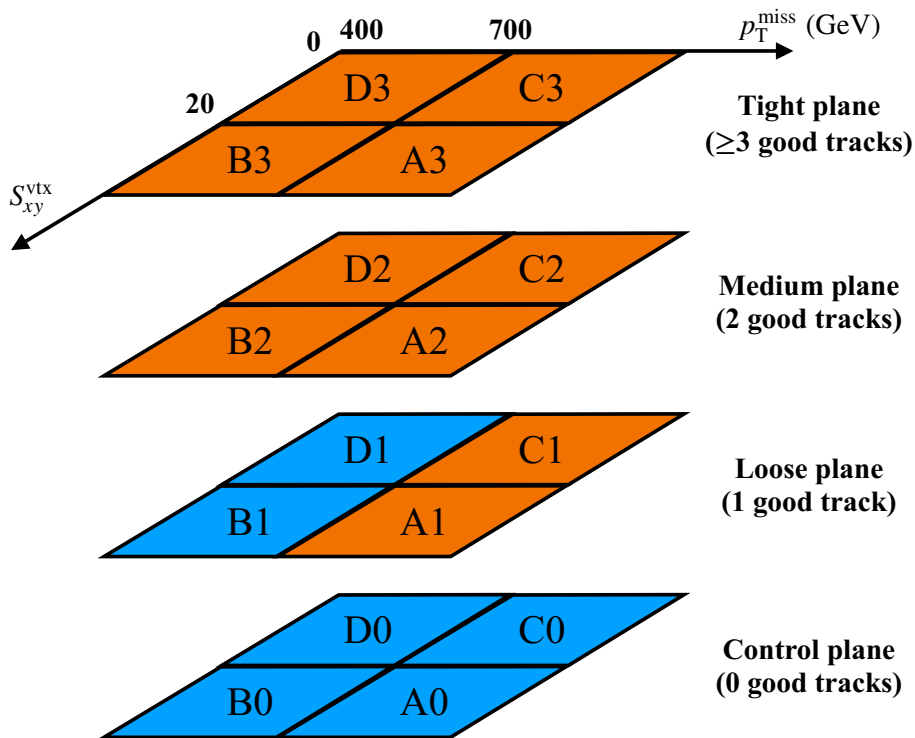 0 400 700 p_T^miss (GeV)
D3 C3
20
Tight plane
(≥3 good tracks)
B3 A3
S_xy^vtx
D2 C2
Medium plane
(2 good tracks)
B2 A2
D1 C1
Loose plane
(1 good track)
B1 A1
D0 C0
Control plane
(0 good tracks)
B0 A0